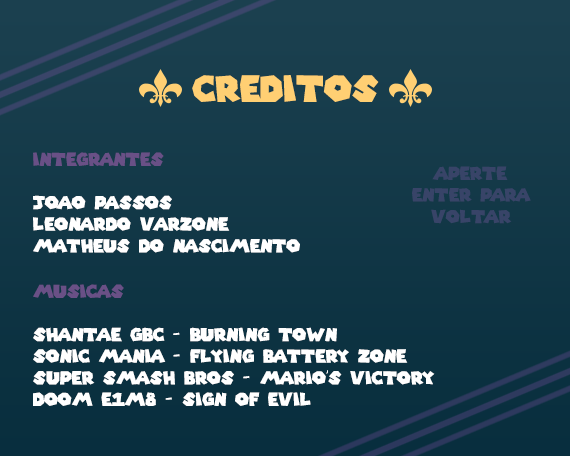 CREDITOS
INTEGRANTES
JOAO PASSOS
LEONARDO VARZONE
MATHEUS DO NASCIMENTO
APERTE
ENTER PARA
VOLTAR
MUSICAS
SHANTAE GBC - BURNING TOWN
SONIC MANIA - FLYING BATTERY ZONE
SUPER SMASH BROS - MARIO'S VICTORY
DOOM E1M8 - SIGN OF EVIL